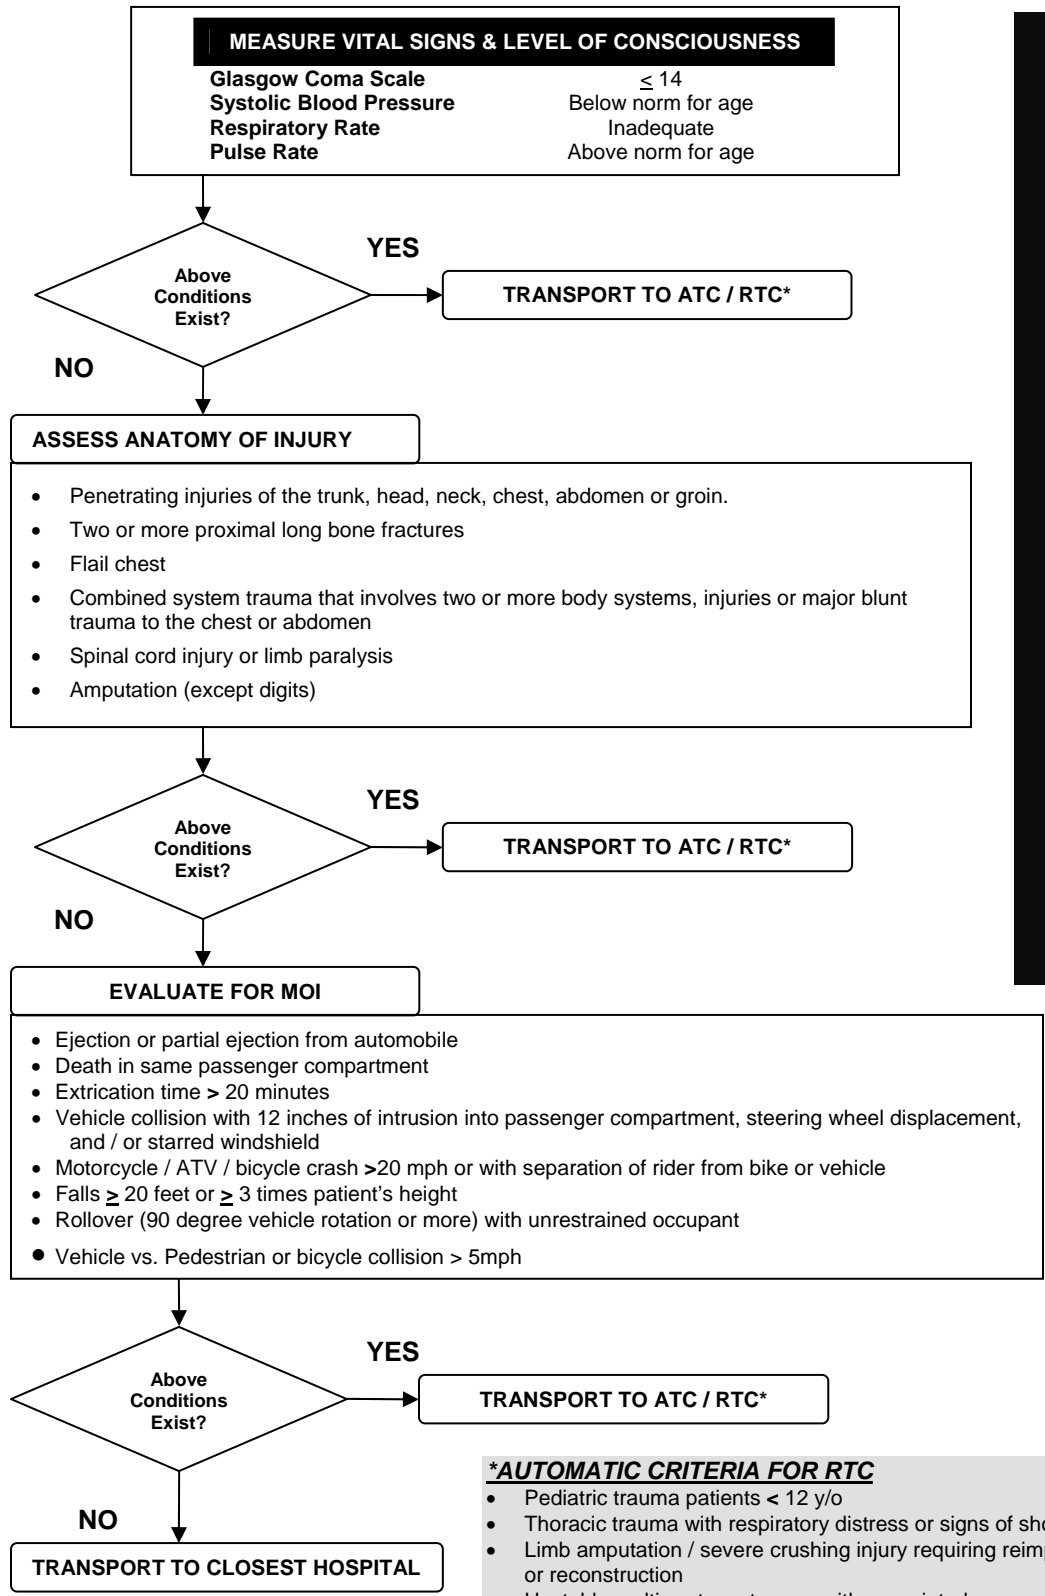 MEASURE VITAL SIGNS & LEVEL OF CONSCIOUSNESS
Glasgow Coma Scale ≤ 14
Systolic Blood Pressure Below norm for age
Respiratory Rate Inadequate
Pulse Rate Above norm for age
YES
Above
Conditions
Exist?
TRANSPORT TO ATC / RTC*
NO
ASSESS ANATOMY OF INJURY
• Penetrating injuries of the trunk, head, neck, chest, abdomen or groin.
• Two or more proximal long bone fractures
• Flail chest
• Combined system trauma that involves two or more body systems, injuries or major blunt
trauma to the chest or abdomen
• Spinal cord injury or limb paralysis
• Amputation (except digits)
YES
Above
Conditions
Exist?
TRANSPORT TO ATC / RTC*
NO
EVALUATE FOR MOI
• Ejection or partial ejection from automobile
• Death in same passenger compartment
• Extrication time > 20 minutes
• Vehicle collision with 12 inches of intrusion into passenger compartment, steering wheel displacement,
and / or starred windshield
• Motorcycle / ATV / bicycle crash >20 mph or with separation of rider from bike or vehicle
• Falls ≥ 20 feet or ≥ 3 times patient's height
• Rollover (90 degree vehicle rotation or more) with unrestrained occupant
• Vehicle vs. Pedestrian or bicycle collision > 5mph
YES
Above
Conditions
Exist?
TRANSPORT TO ATC / RTC*
NO
TRANSPORT TO CLOSEST HOSPITAL
*AUTOMATIC CRITERIA FOR RTC
• Pediatric trauma patients < 12 y/o
• Thoracic trauma with respiratory distress or signs of
• Limb amputation / severe crushing injury requiring
or reconstruction